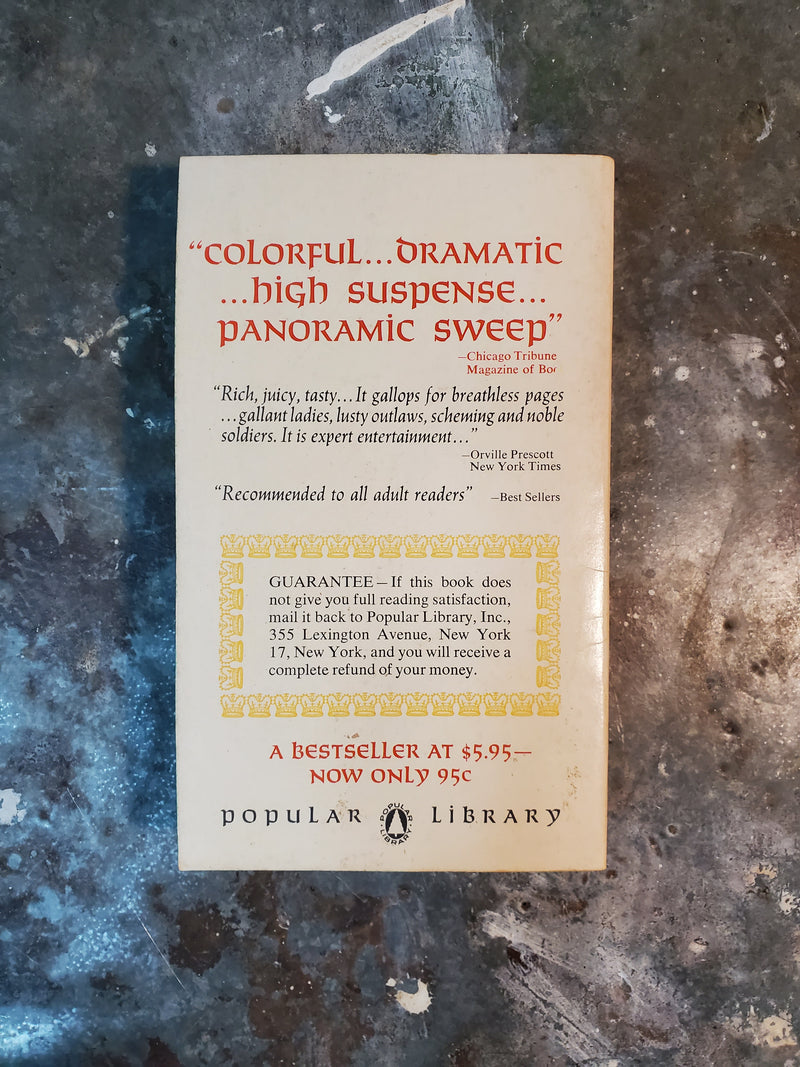 “COLORFUL...DRAMATIC
...HIGH SUSPENSE...
PANORAMIC SWEEP”
—Chicago Tribune
Magazine of
“Rich, juicy, tasty...It gallops for breathless pages
...gallant ladies, lusty outlaws, scheming and noble
soldiers. It is expert entertainment...”
—Orville Prescott
New York Times
“Recommended to all adult readers” —Best Sellers
GUARANTEE—If this book does
not give you full reading satisfaction,
mail it back to Popular Library, Inc.,
355 Lexington Avenue, New York
17, New York, and you will receive a
complete refund of your money.
A BESTSELLER AT $5.95—
NOW ONLY 95c
POPULAR POPULAR LIBRARY LIBRARY